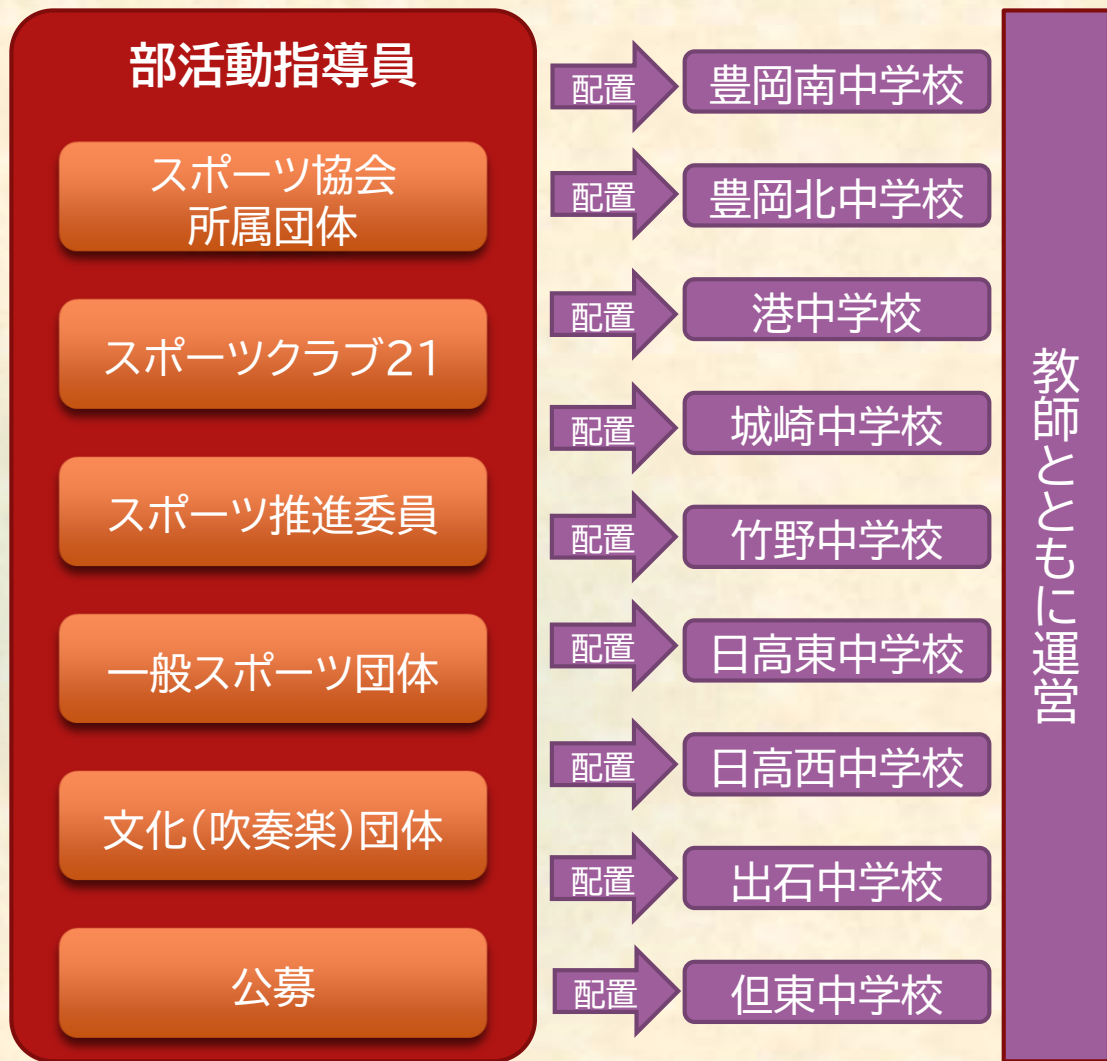 部活動指導員
スポーツ協会
所属団体
スポーツクラブ21
スポーツ推進委員
一般スポーツ団体
文化(吹奏楽)団体
公募
配置
豊岡南中学校
配置
豊岡北中学校
配置
港中学校
配置
城崎中学校
配置
竹野中学校
配置
日高東中学校
配置
日高西中学校
配置
出石中学校
配置
但東中学校
教師とともに運営